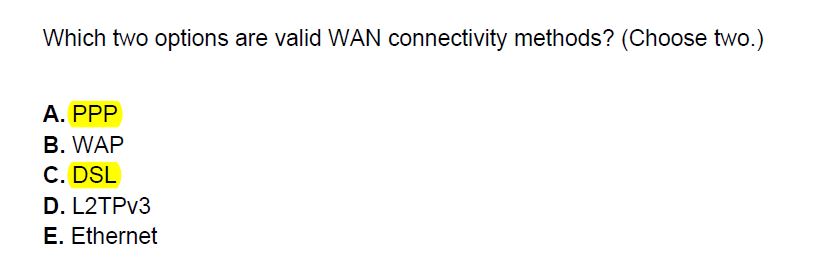 Which two options are valid WAN connectivity methods? (Choose two.)
A. PPP
B. WAP
C. DSL
D. L2TPv3
E. Ethernet